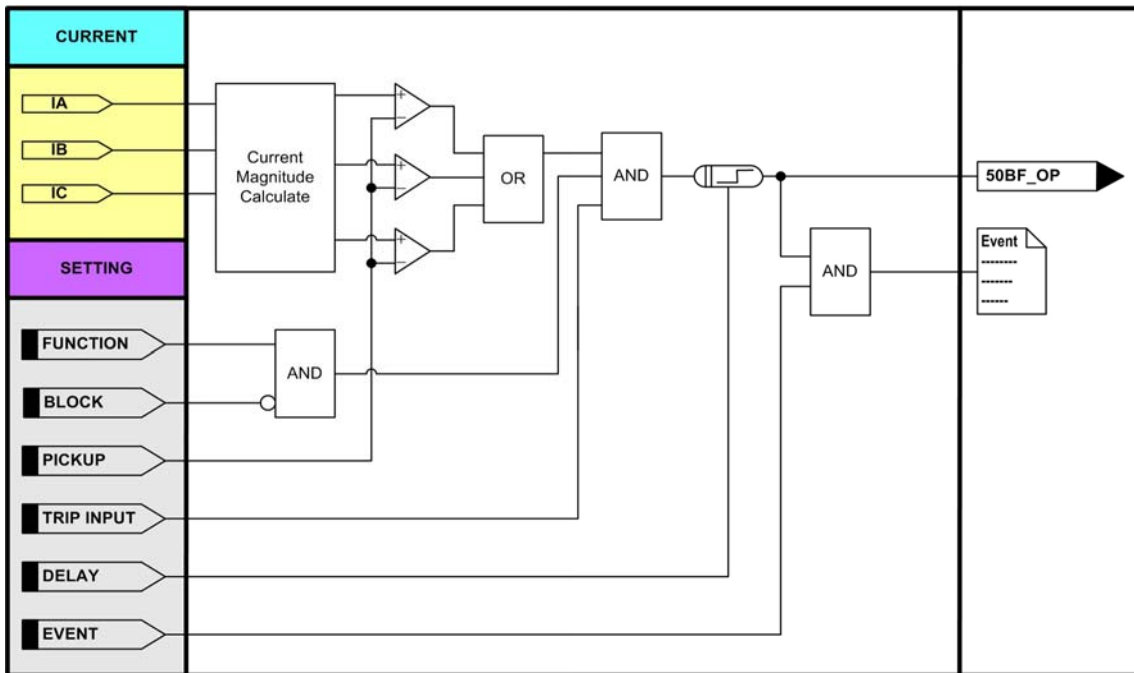 CURRENT
IA
IB
IC
SETTING
FUNCTION
BLOCK
PICKUP
TRIP INPUT
DELAY
EVENT
Current
Magnitude
Calculate
+
−
+
−
+
−
OR
AND
AND
AND
50BF_OP
Event
--------
-------
------